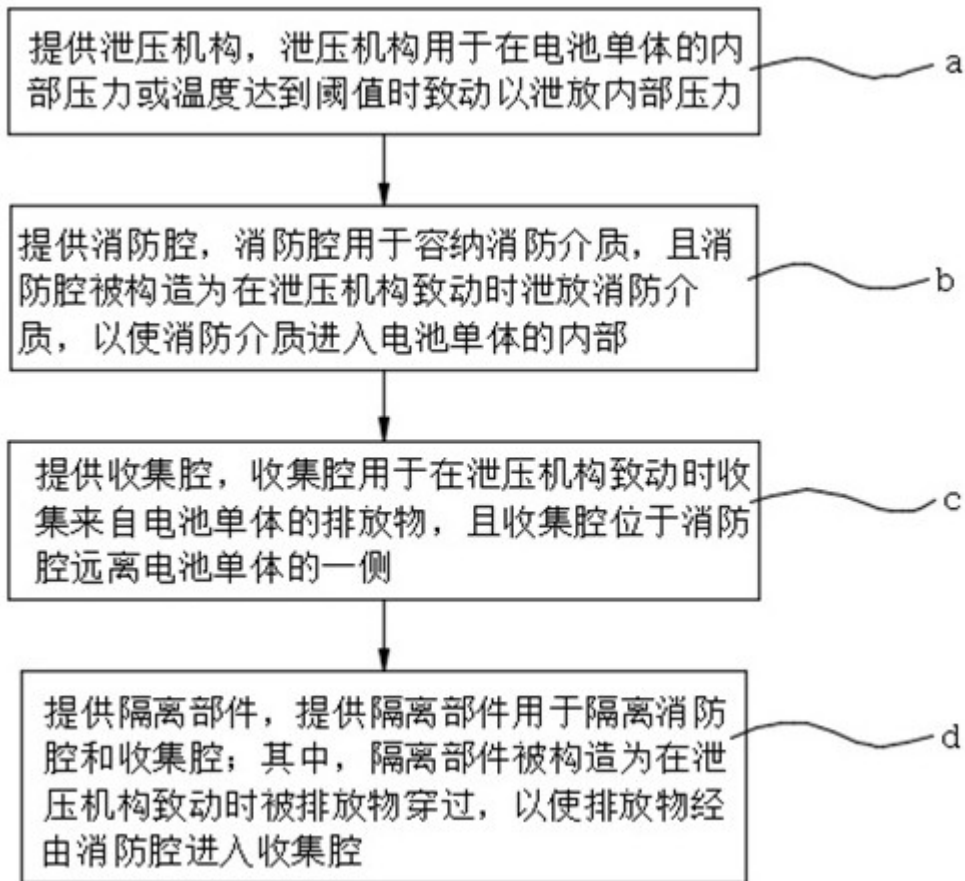 提供泄压机构，泄压机构用于在电池单体的内
部压力或温度达到阈值时致动以泄放内部压力
a
提供消防腔，消防腔用于容纳消防介质，且消
防腔被构造为在泄压机构致动时泄放消防介
质，以使消防介质进入电池单体的内部
b
提供收集腔，收集腔用于在泄压机构致动时收
集来自电池单体的排放物，且收集腔位于消防
腔远离电池单体的一侧
c
提供隔离部件，提供隔离部件用于隔离消防
腔和收集腔；其中，隔离部件被构造为在泄
压机构致动时被排放物穿过，以使排放物经
由消防腔进入收集腔
d